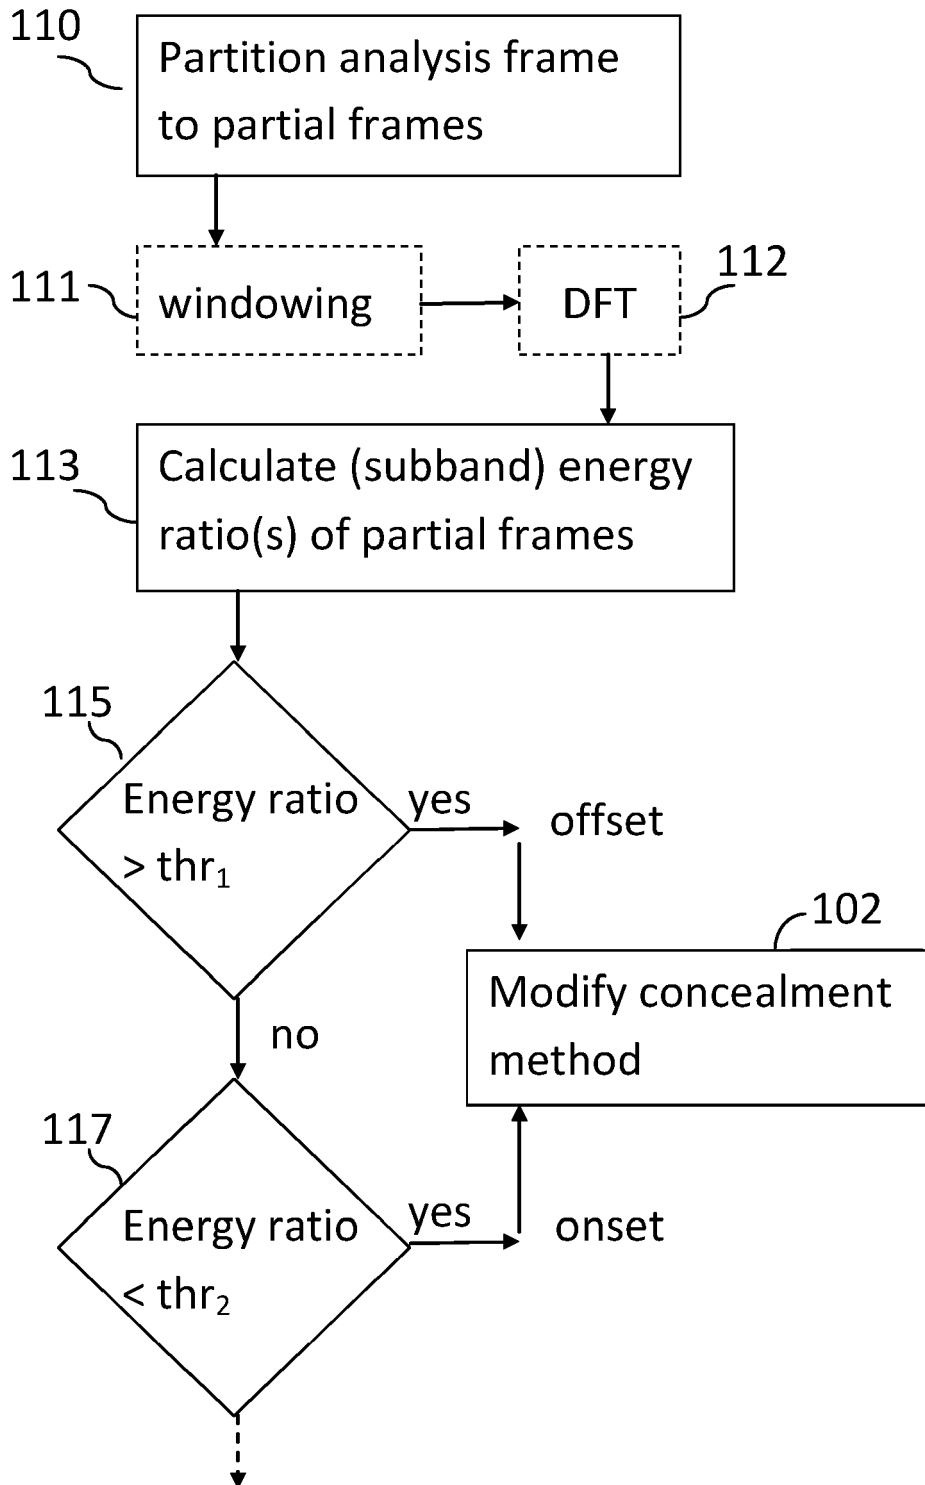 110
Partition analysis frame
to partial frames
111
windowing
DFT
112
113
Calculate (subband) energy
ratio(s) of partial frames
115
Energy ratio
> thr₁
yes
offset
102
Modify concealment
method
no
117
Energy ratio
< thr₂
yes
onset